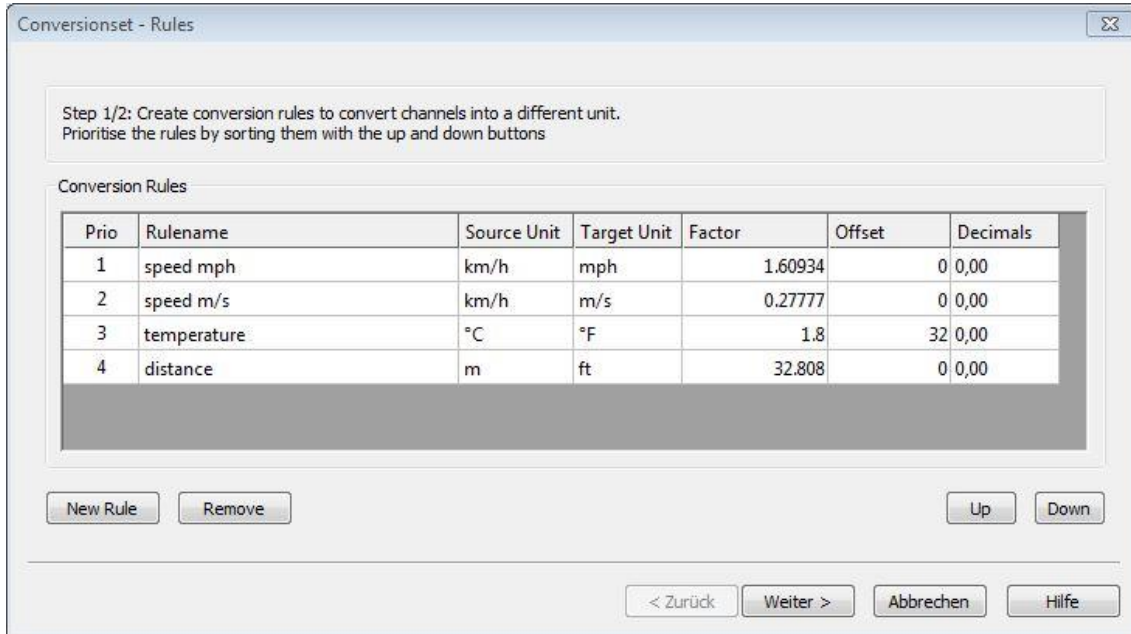 Conversionset - Rules
Step 1/2: Create conversion rules to convert channels into a different unit.
Prioritise the rules by sorting them with the up and down buttons
Conversion Rules
Prio Rulename Source Unit Target Unit Factor Offset Decimals
1 speed mph km/h mph 1.60934 0 0,00
2 speed m/s km/h m/s 0.27777 0 0,00
3 temperature °C °F 1.8 32 0,00
4 distance m ft 32.808 0 0,00
New Rule Remove Up Down
< Zurück Weiter > Abbrechen Hilfe